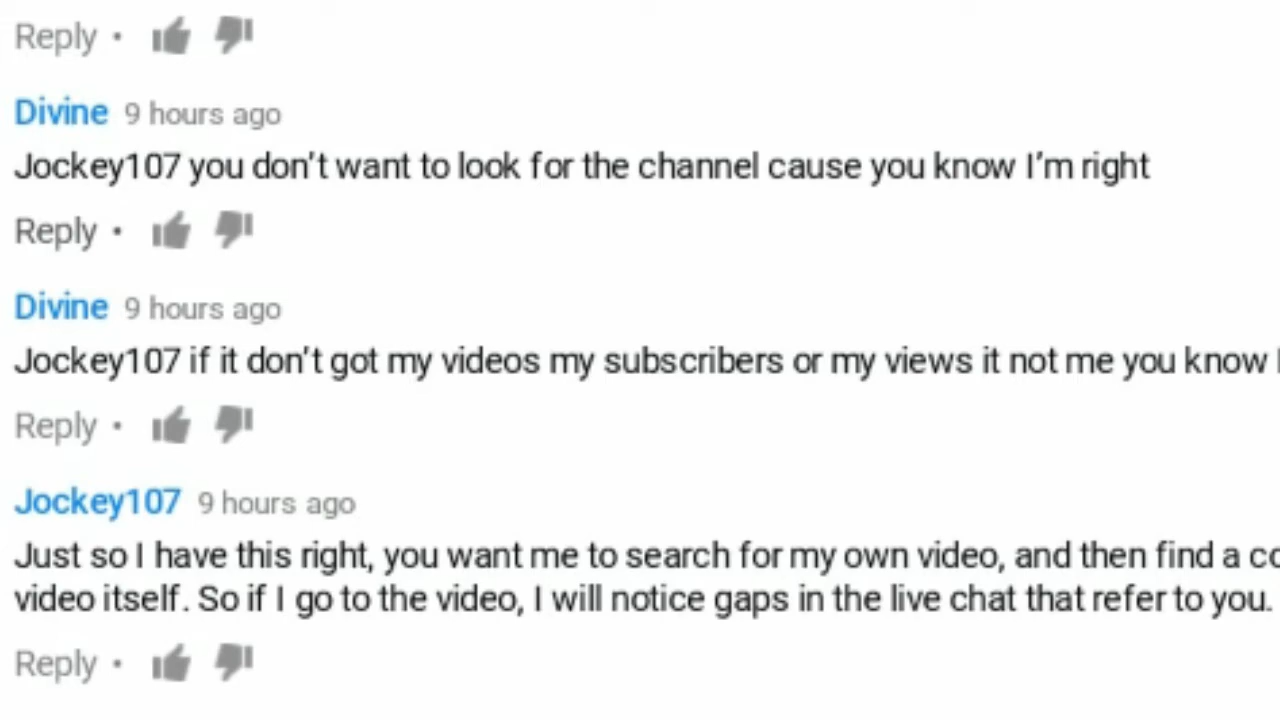 Reply •
Divine 9 hours ago
Jockey107 you don't want to look for the channel cause you know I'm right
Reply •
Divine 9 hours ago
Jockey107 if it don't got my videos my subscribers or my views it not me you know
Reply •
Jockey107 9 hours ago
Just so I have this right, you want me to search for my own video, and then find a
video itself. So if I go to the video, I will notice gaps in the live chat that refer to you.
Reply •